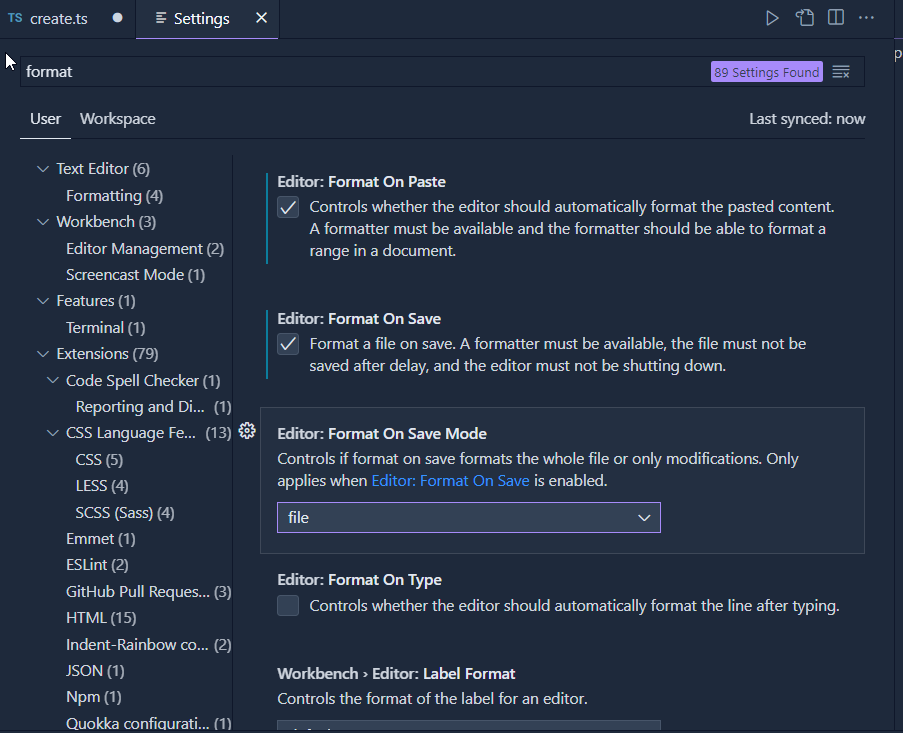 TS create.ts
Settings
format
89 Settings Found
User Workspace
Last synced: now
Text Editor (6)
Formatting (4)
Workbench (3)
Editor Management (2)
Screencast Mode (1)
Features (1)
Terminal (1)
Extensions (79)
Code Spell Checker (1)
Reporting and Di... (1)
CSS Language Fe... (13)
CSS (5)
LESS (4)
SCSS (Sass) (4)
Emmet (1)
ESLint (2)
GitHub Pull Reques... (3)
HTML (15)
Indent-Rainbow co... (2)
JSON (1)
Npm (1)
Quokka configurati... (1)
Editor: Format On Paste
Controls whether the editor should automatically format the pasted content.
A formatter must be available and the formatter should be able to format a
range in a document.
Editor: Format On Save
Format a file on save. A formatter must be available, the file must not be
saved after delay, and the editor must not be shutting down.
Editor: Format On Save Mode
Controls if format on save formats the whole file or only modifications. Only
applies when Editor: Format On Save is enabled.
file
Editor: Format On Type
Controls whether the editor should automatically format the line after typing.
Workbench › Editor: Label Format
Controls the format of the label for an editor.